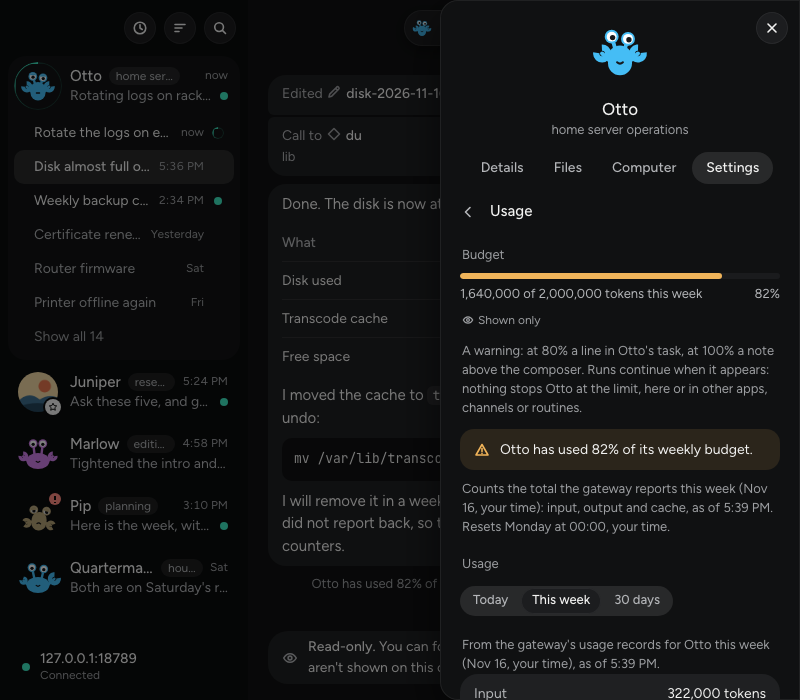 Otto home ser... now
Rotating logs on rack...
Rotate the logs on e... now
Disk almost full o... 5:36 PM
Weekly backup c... 2:34 PM
Certificate rene... Yesterday
Router firmware Sat
Printer offline again Fri
Show all 14
Juniper rese... 5:24 PM
Ask these five, and g...
Marlow editi... 4:58 PM
Tightened the intro and...
Pip planning 3:10 PM
Here is the week, wit...
Quarterma... hou... Sat
Both are on Saturday's r...
127.0.0.1:18789
Connected
Edited disk-2026-11-1
Call to du
lib
Done. The disk is now at
What
Disk used
Transcode cache
Free space
I moved the cache to
undo:
mv /var/lib/transco
I will remove it in a week
did not report back, so t
counters.
Otto has used 82% of
Read-only. You can fo
aren't shown on this c
Otto
home server operations
Details Files Computer Settings
Usage
Budget
1,640,000 of 2,000,000 tokens this week 82%
Shown only
A warning: at 80% a line in Otto's task, at 100% a note
above the composer. Runs continue when it appears:
nothing stops Otto at the limit, here or in other apps,
channels or routines.
Otto has used 82% of its weekly budget.
Counts the total the gateway reports this week (Nov
16, your time): input, output and cache, as of 5:39 PM.
Resets Monday at 00:00, your time.
Usage
Today This week 30 days
From the gateway's usage records for Otto this week
(Nov 16, your time), as of 5:39 PM.
Input 322,000 tokens